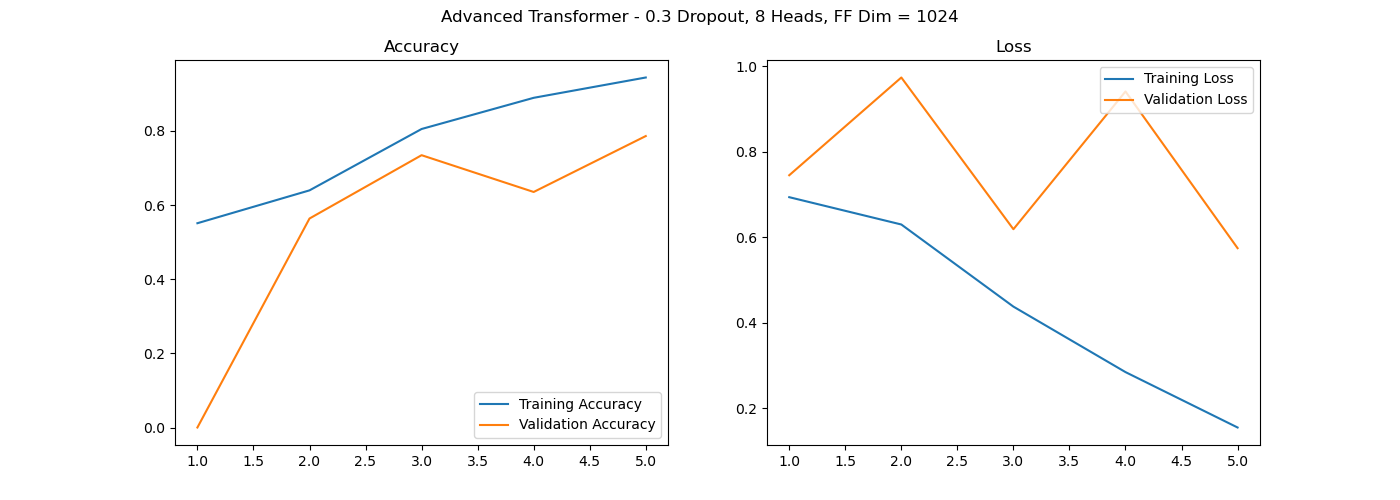 Advanced Transformer - 0.3 Dropout, 8 Heads, FF Dim = 1024
Accuracy
0.8
0.6
0.4
0.2
0.0
1.0 1.5 2.0 2.5 3.0 3.5 4.0 4.5 5.0
Training Accuracy
Validation Accuracy
Loss
1.0
0.8
0.6
0.4
0.2
1.0 1.5 2.0 2.5 3.0 3.5 4.0 4.5 5.0
Training Loss
Validation Loss